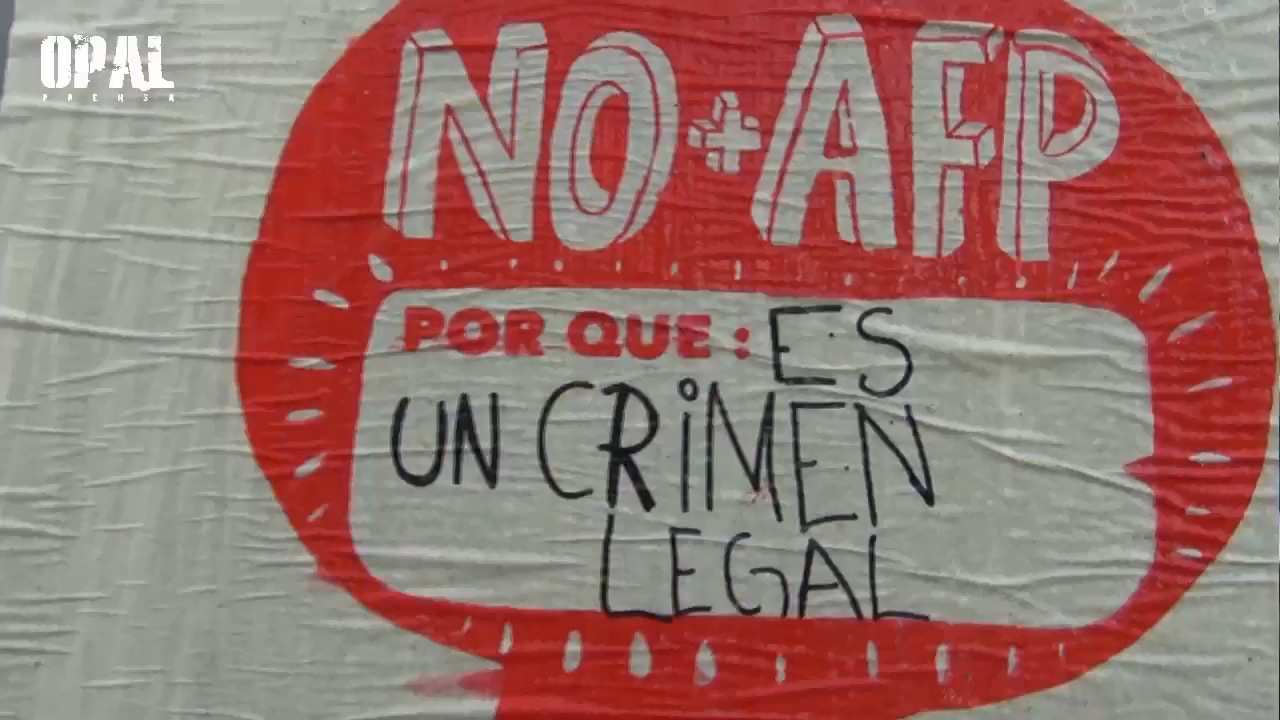 OPAL
PRENSA
NO + AFP
POR QUE : ES
UN CRiMEN
LEGAL